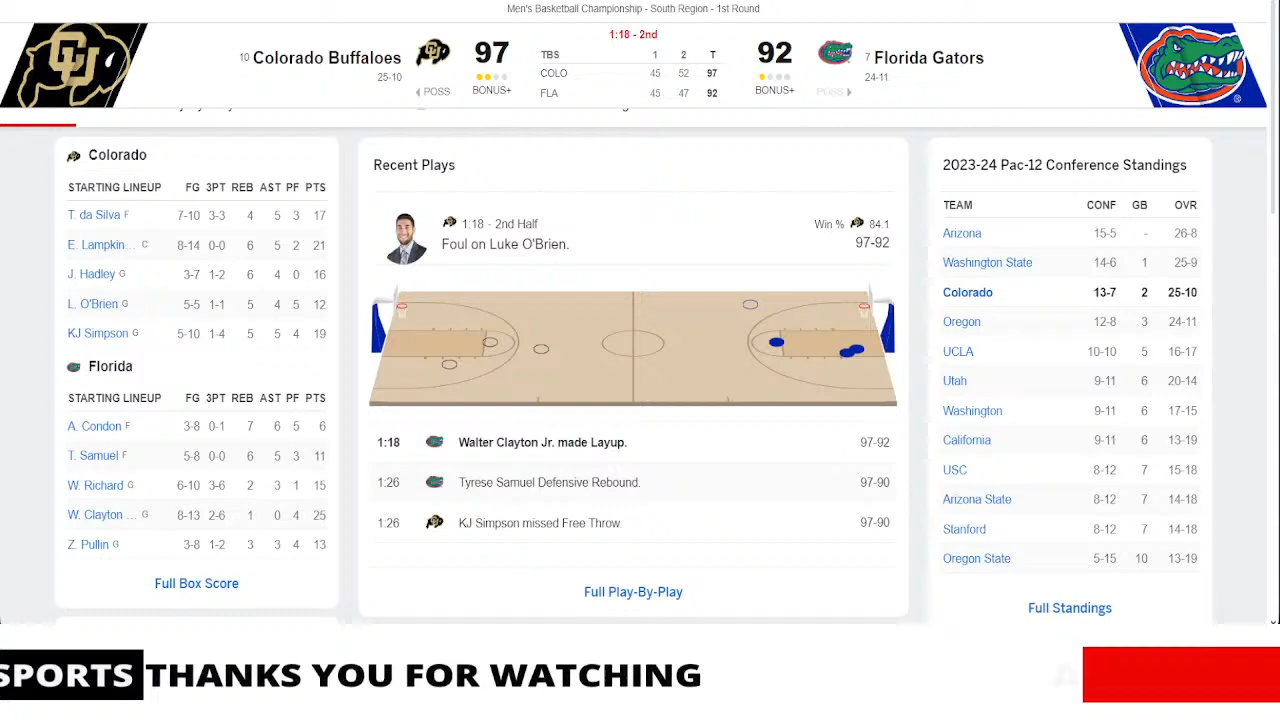 Men's Basketball Championship - South Region - 1st Round
10 Colorado Buffaloes
25-10
97
BONUS+
POSS
1:18 - 2nd
TBS 1 2 T
COLO 45 52 97
FLA 45 47 92
92
BONUS+
POSS
7 Florida Gators
24-11
Colorado
STARTING LINEUP FG 3PT REB AST PF PTS
T. da Silva F 7-10 3-3 4 5 3 17
E. Lampkin... C 8-14 0-0 6 5 2 21
J. Hadley G 3-7 1-2 6 4 0 16
L. O'Brien G 5-5 1-1 5 4 5 12
KJ Simpson G 5-10 1-4 5 5 4 19
Florida
STARTING LINEUP FG 3PT REB AST PF PTS
A. Condon F 3-8 0-1 7 6 5 6
T. Samuel F 5-8 0-0 6 5 3 11
W. Richard G 6-10 3-6 2 3 1 15
W. Clayton ... G 8-13 2-6 1 0 4 25
Z. Pullin G 3-8 1-2 3 3 4 13
Full Box Score
Recent Plays
1:18 - 2nd Half
Foul on Luke O'Brien.
Win % 84.1
97-92
1:18 Walter Clayton Jr. made Layup. 97-92
1:26 Tyrese Samuel Defensive Rebound. 97-90
1:26 KJ Simpson missed Free Throw. 97-90
Full Play-By-Play
2023-24 Pac-12 Conference Standings
TEAM CONF GB OVR
Arizona 15-5 - 26-8
Washington State 14-6 1 25-9
Colorado 13-7 2 25-10
Oregon 12-8 3 24-11
UCLA 10-10 5 16-17
Utah 9-11 6 20-14
Washington 9-11 6 17-15
California 9-11 6 13-19
USC 8-12 7 15-18
Arizona State 8-12 7 14-18
Stanford 8-12 7 14-18
Oregon State 5-15 10 13-19
Full Standings
SPORTS THANKS YOU FOR WATCHING